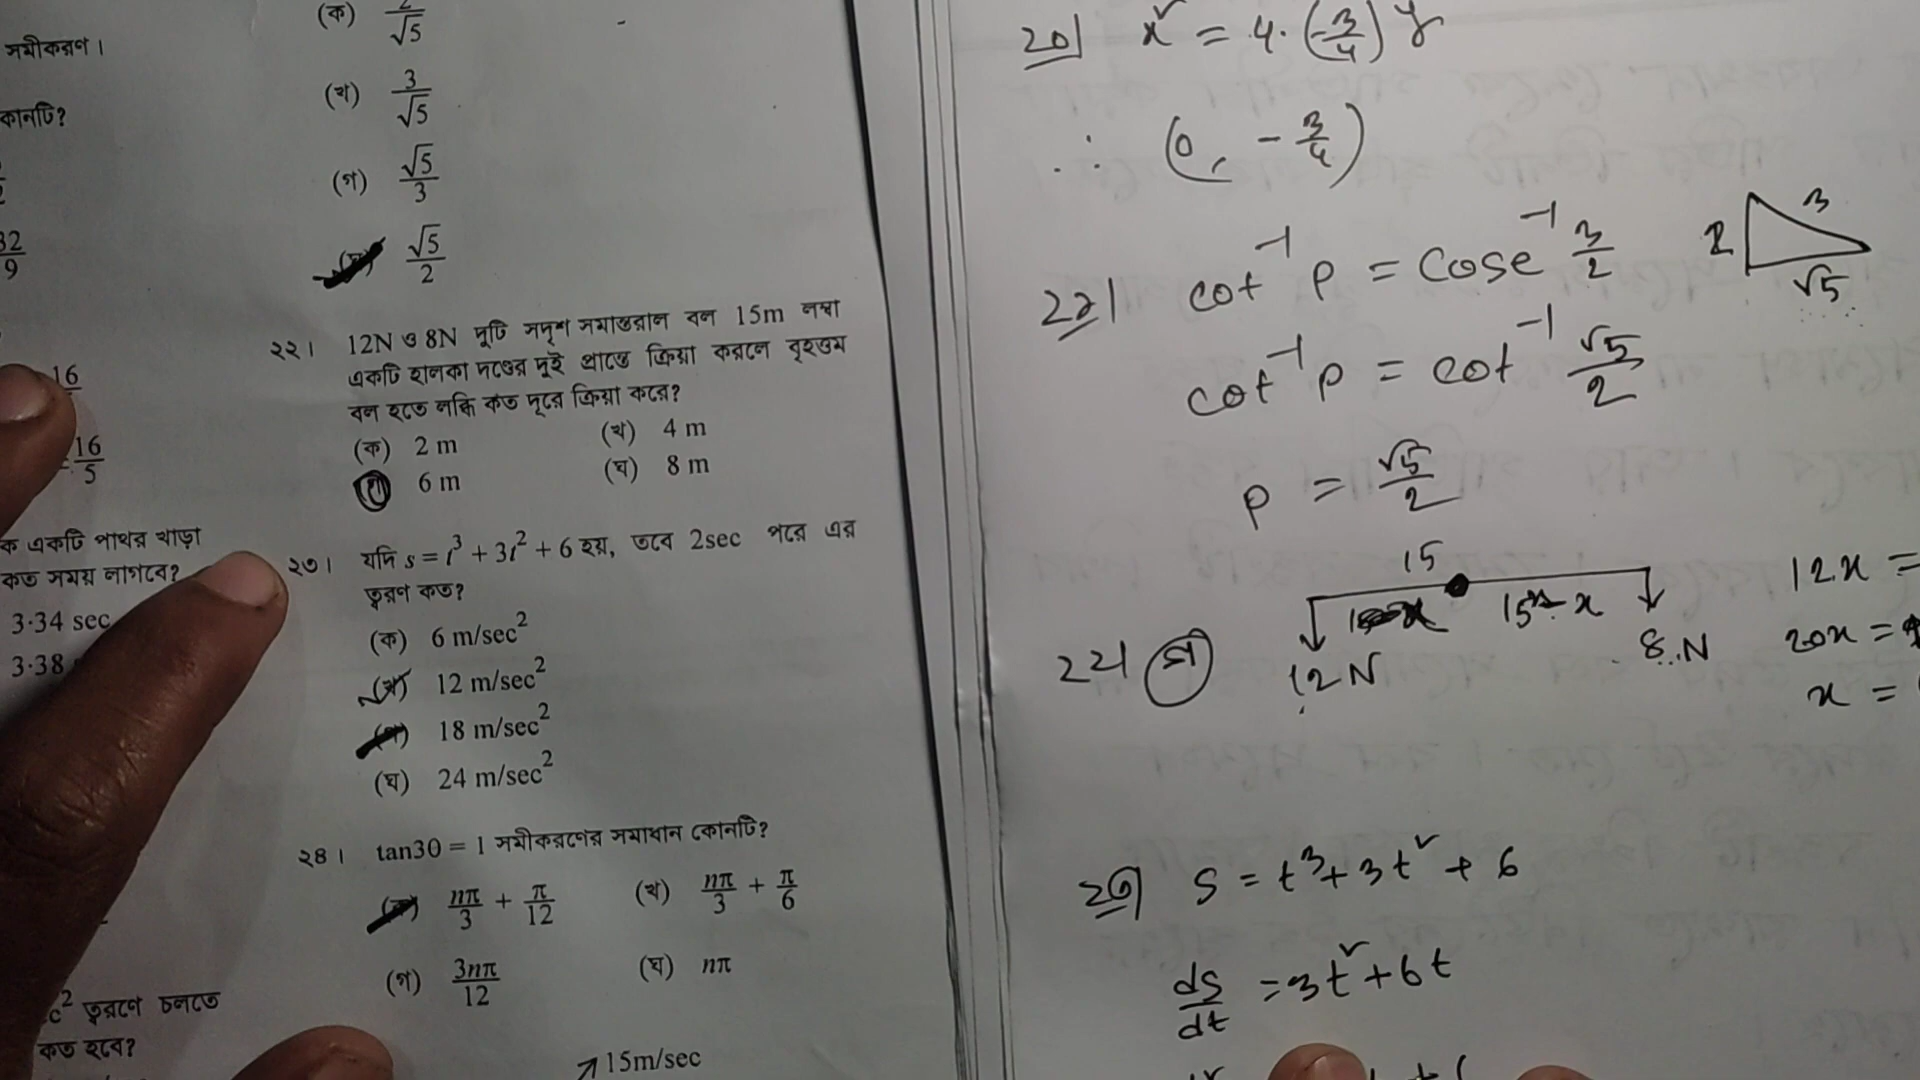 সমীকরণ।
কোনটি?
32
9
16
16
5
ক একটি পাথর খাড়া
কত সময় লাগবে?
3·34 sec
3·38
c² ত্বরণে চলতে
কত হবে?
(ক) 2/√5
(খ) 3/√5
(গ) √5/3
(ঘ) √5/2
২২। 12N ও 8N দুটি সদৃশ সমান্তরাল বল 15m লম্বা
একটি হালকা দণ্ডের দুই প্রান্তে ক্রিয়া করলে বৃহত্তম
বল হতে লব্ধি কত দূরে ক্রিয়া করে?
(ক) 2 m (খ) 4 m
(গ) 6 m (ঘ) 8 m
২৩। যদি s = t³ + 3t² + 6 হয়, তবে 2sec পরে এর
ত্বরণ কত?
(ক) 6 m/sec²
(খ) 12 m/sec²
(গ) 18 m/sec²
(ঘ) 24 m/sec²
২৪। tan3θ = 1 সমীকরণের সমাধান কোনটি?
(ক) nπ/3 + π/12 (খ) nπ/3 + π/6
(গ) 3nπ/12 (ঘ) nπ
15m/sec
20| x² = 4·(-3/4) y
∴ (0, -3/4)
cot⁻¹ P = cose⁻¹ 3/2
2 3 √5
cot⁻¹ P = cot⁻¹ √5/2
P = √5/2
২২| (গ)
15
15 - x
12 N 8 N
12x =
20x =
x =
২৩| S = t³ + 3t² + 6
ds/dt = 3t² + 6t